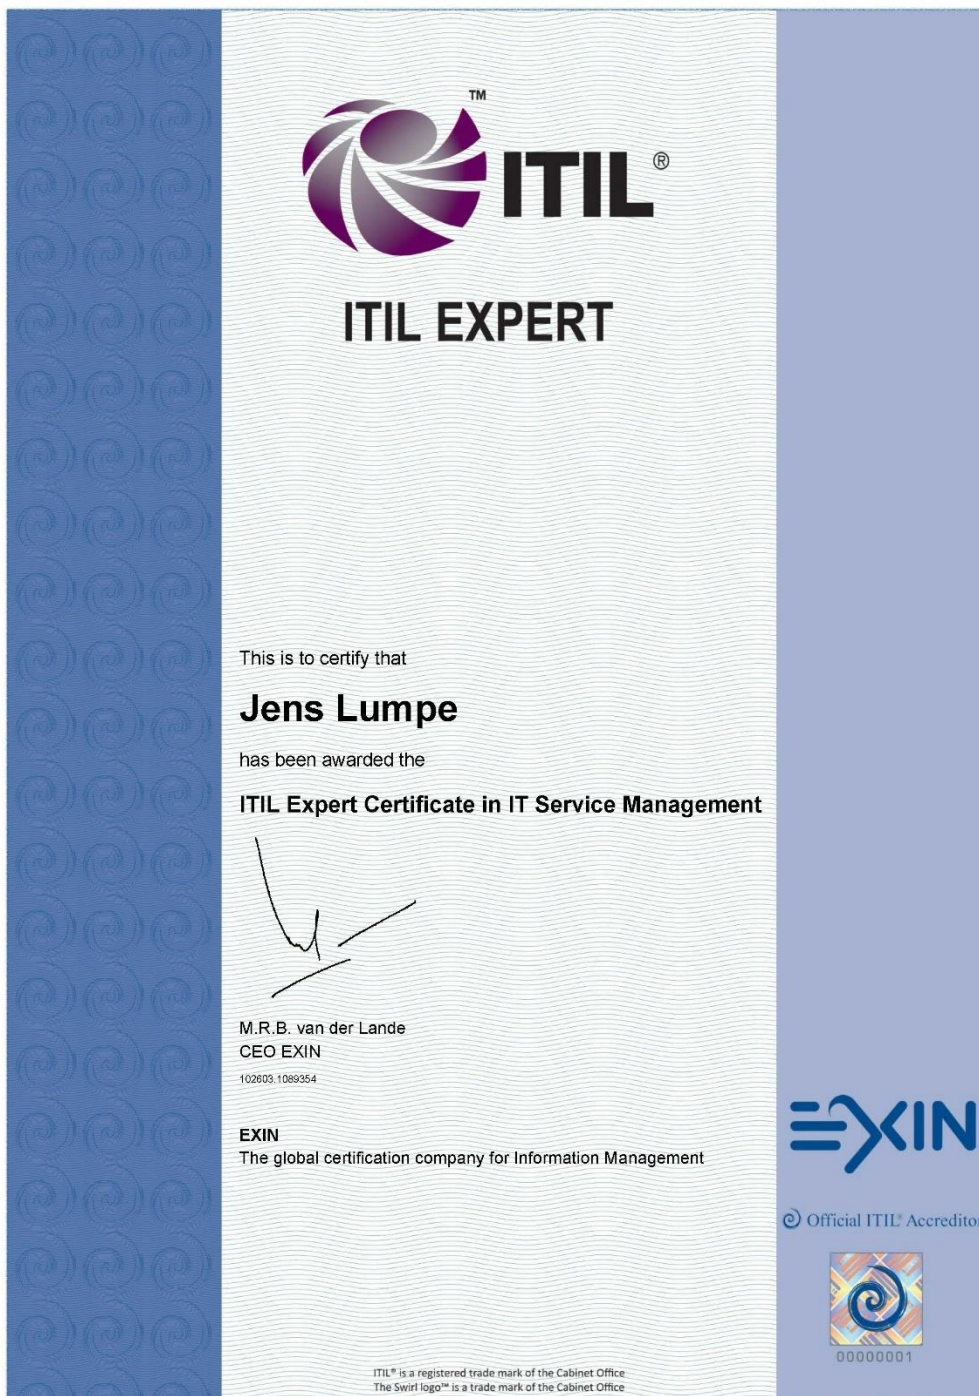 ™
ITIL®
ITIL EXPERT
This is to certify that
Jens Lumpe
has been awarded the
ITIL Expert Certificate in IT Service Management
M.R.B. van der Lande
CEO EXIN
102603.1089354
EXIN
The global certification company for Information Management
EXIN
Official ITIL® Accreditor
00000001
ITIL® is a registered trade mark of the Cabinet Office
The Swirl logo™ is a trade mark of the Cabinet Office